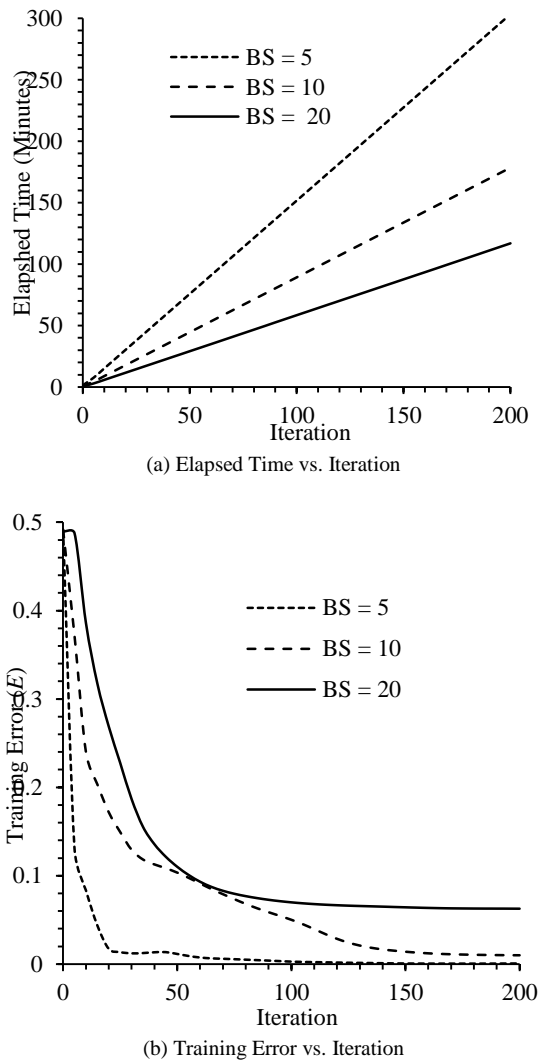 300
250
200
150
100
50
0
Elapshed Time (Minutes)
BS = 5
BS = 10
BS = 20
0 50 100 150 200
Iteration
(a) Elapsed Time vs. Iteration
0.5
0.4
0.3
0.2
0.1
0
Training Error (E)
BS = 5
BS = 10
BS = 20
0 50 100 150 200
Iteration
(b) Training Error vs. Iteration